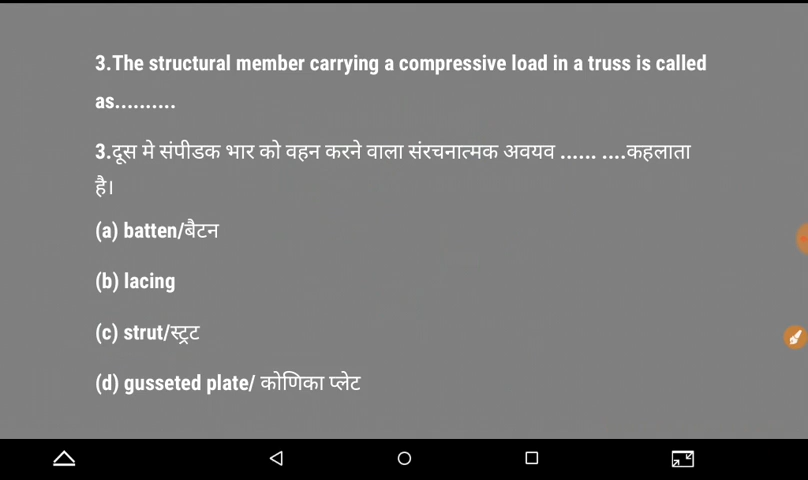 3.The structural member carrying a compressive load in a truss is called
as..........
3.दूस मे संपीडक भार को वहन करने वाला संरचनात्मक अवयव ...... ....कहलाता
है।
(a) batten/बैटन
(b) lacing
(c) strut/स्ट्रट
(d) gusseted plate/ कोणिका प्लेट